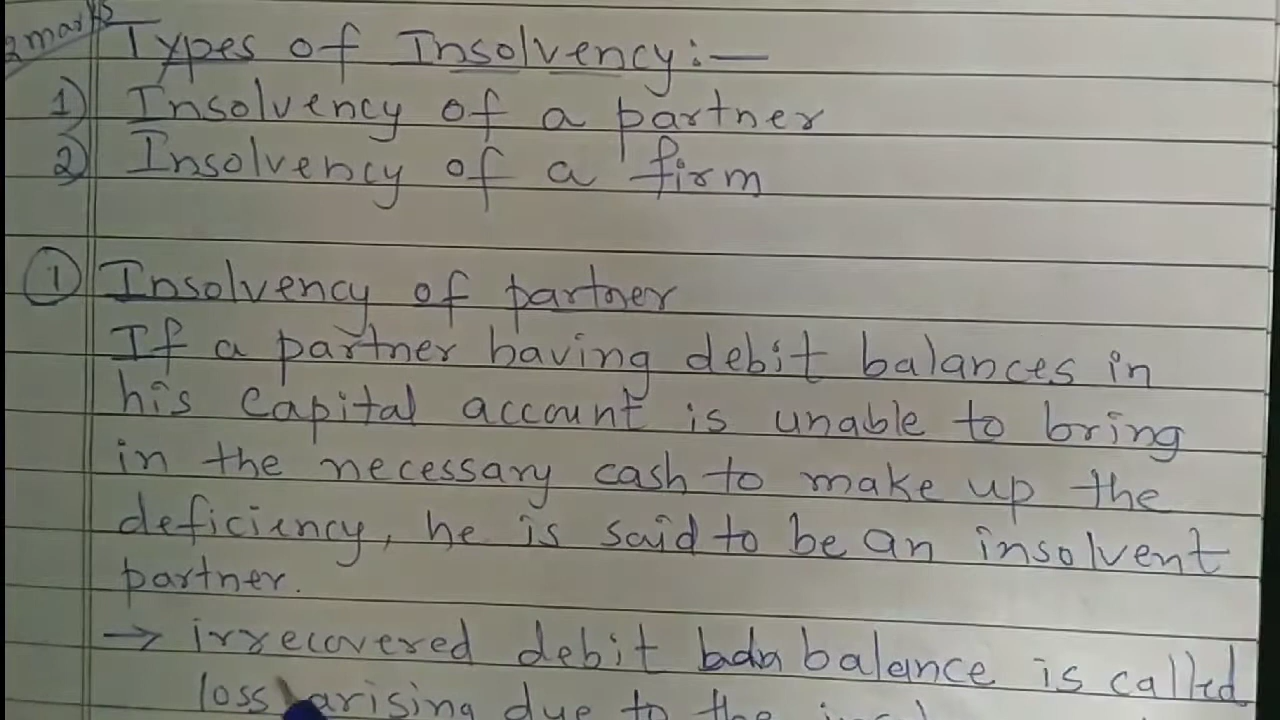 3 marks
Types of Insolvency:—
1) Insolvency of a partner
2) Insolvency of a firm
① Insolvency of partner
If a partner having debit balances in
his capital account is unable to bring
in the necessary cash to make up the
deficiency, he is said to be an insolvent
partner.
→ irrecovered debit balance is called
loss arising due to the